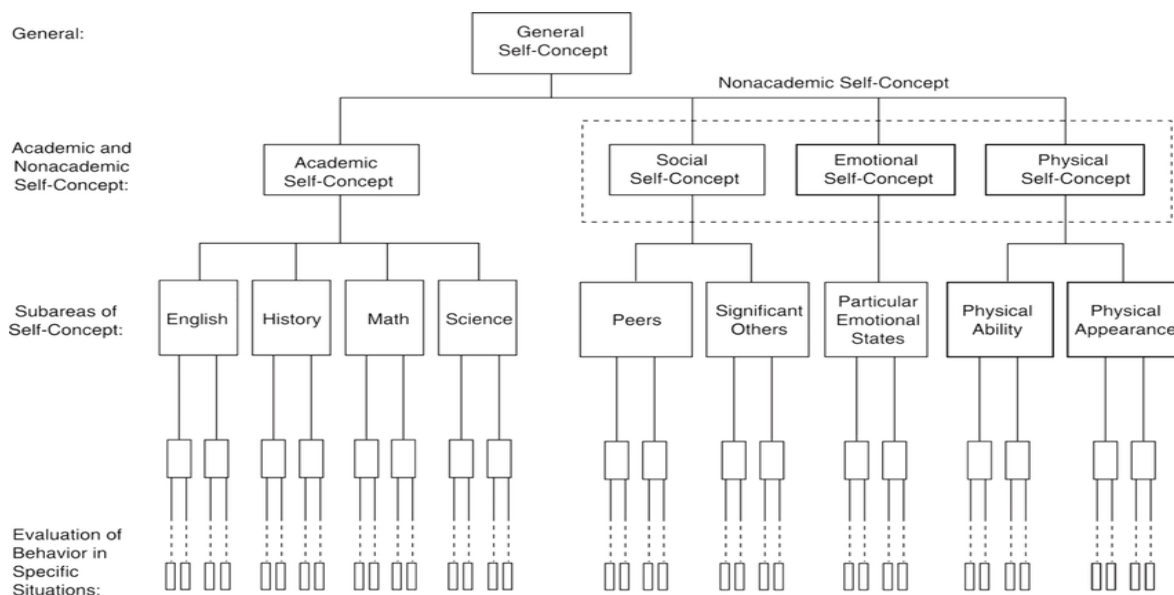 General:
General
Self-Concept
Nonacademic Self-Concept
Academic and
Nonacademic
Self-Concept:
Academic
Self-Concept
Social
Self-Concept
Emotional
Self-Concept
Physical
Self-Concept
Subareas of
Self-Concept:
English
History
Math
Science
Peers
Significant
Others
Particular
Emotional
States
Physical
Ability
Physical
Appearance
Evaluation of
Behavior in
Specific
Situations: